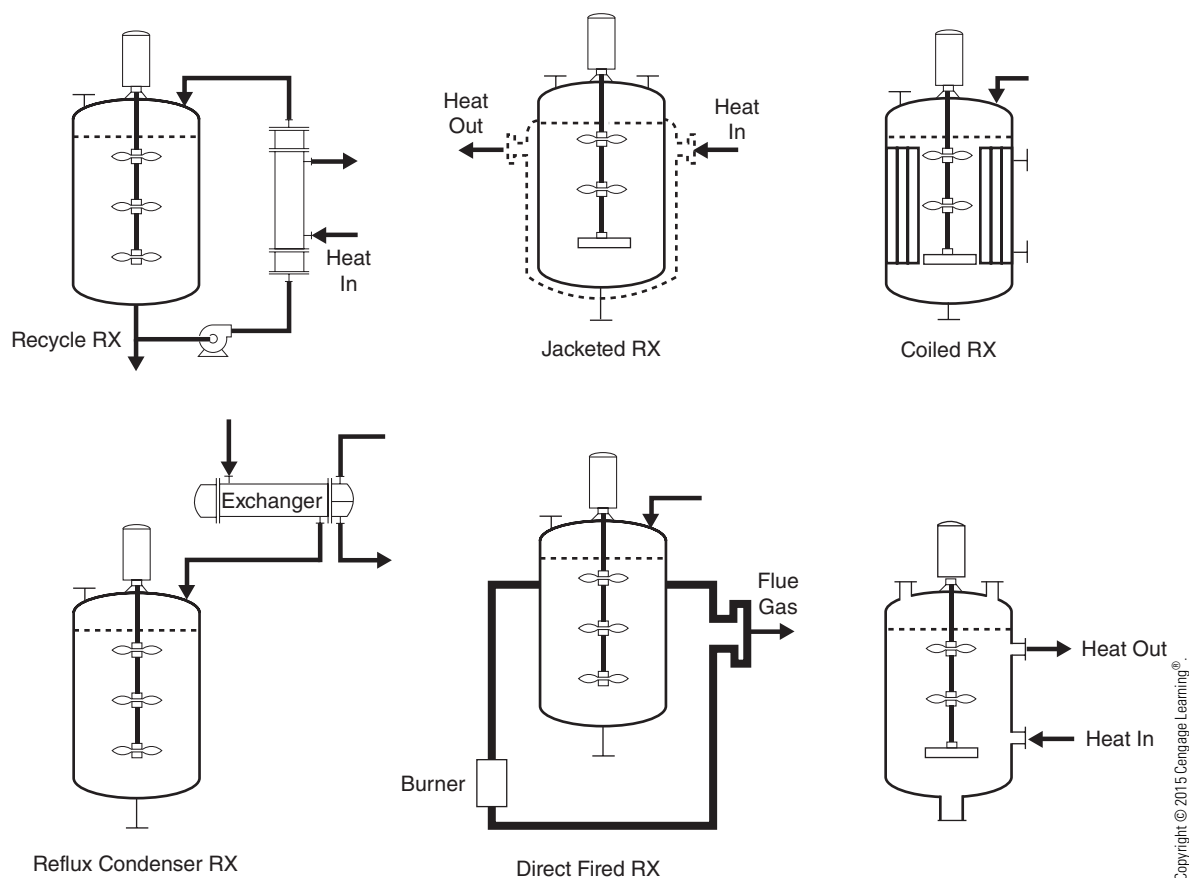 Heat
Out
Heat
In
Heat
In
Recycle RX
Jacketed RX
Coiled RX
Exchanger
Flue
Gas
Heat Out
Heat In
Burner
Reflux Condenser RX
Direct Fired RX
Copyright © 2015 Cengage Learning®.